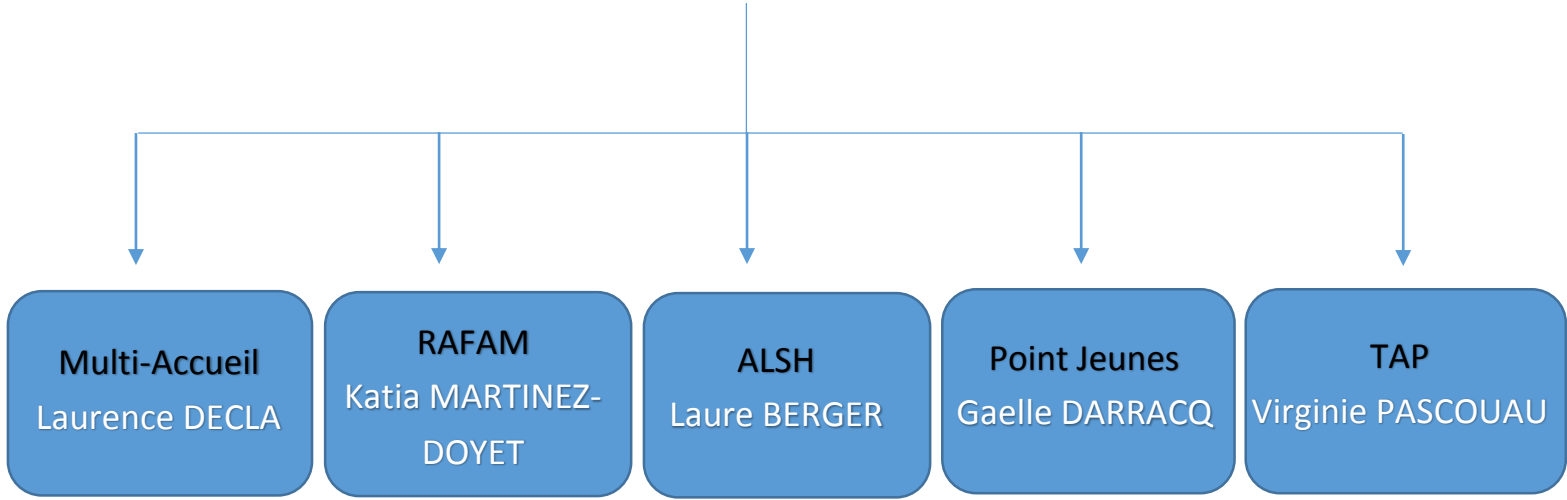 Multi-Accueil
Laurence DECLA
RAFAM
Katia MARTINEZ-
DOYET
ALSH
Laure BERGER
Point Jeunes
Gaelle DARRACQ
TAP
Virginie PASCOUAU